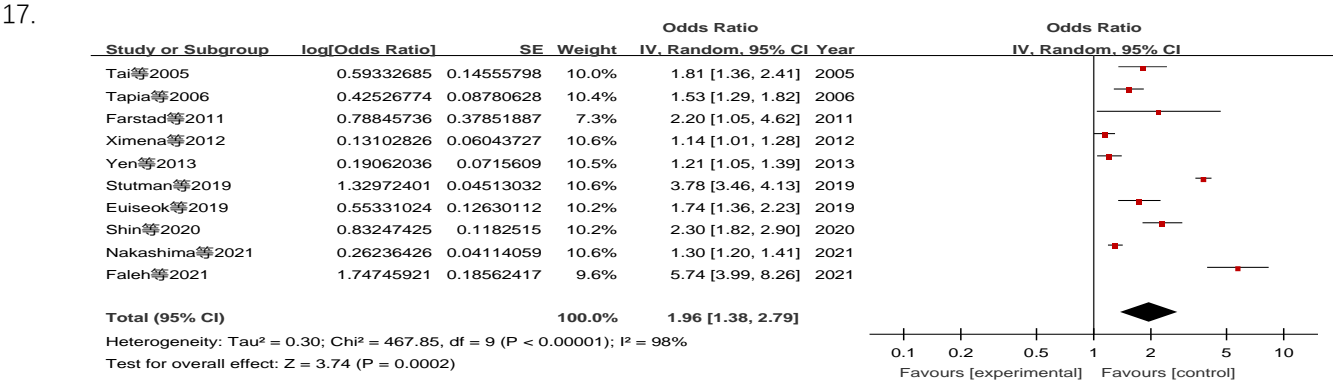 17.
Odds Ratio Odds Ratio
Study or Subgroup log[Odds Ratio] SE Weight IV, Random, 95% CI Year IV, Random, 95% CI
Tai等2005 0.59332685 0.14555798 10.0% 1.81 [1.36, 2.41] 2005
Tapia等2006 0.42526774 0.08780628 10.4% 1.53 [1.29, 1.82] 2006
Farstad等2011 0.78845736 0.37851887 7.3% 2.20 [1.05, 4.62] 2011
Ximena等2012 0.13102826 0.06043727 10.6% 1.14 [1.01, 1.28] 2012
Yen等2013 0.19062036 0.0715609 10.5% 1.21 [1.05, 1.39] 2013
Stutman等2019 1.32972401 0.04513032 10.6% 3.78 [3.46, 4.13] 2019
Euiseok等2019 0.55331024 0.12630112 10.2% 1.74 [1.36, 2.23] 2019
Shin等2020 0.83247425 0.1182515 10.2% 2.30 [1.82, 2.90] 2020
Nakashima等2021 0.26236426 0.04114059 10.6% 1.30 [1.20, 1.41] 2021
Faleh等2021 1.74745921 0.18562417 9.6% 5.74 [3.99, 8.26] 2021
Total (95% CI) 100.0% 1.96 [1.38, 2.79]
Heterogeneity: Tau² = 0.30; Chi² = 467.85, df = 9 (P < 0.00001); I² = 98%
Test for overall effect: Z = 3.74 (P = 0.0002)
0.1 0.2 0.5 1 2 5 10
Favours [experimental] Favours [control]